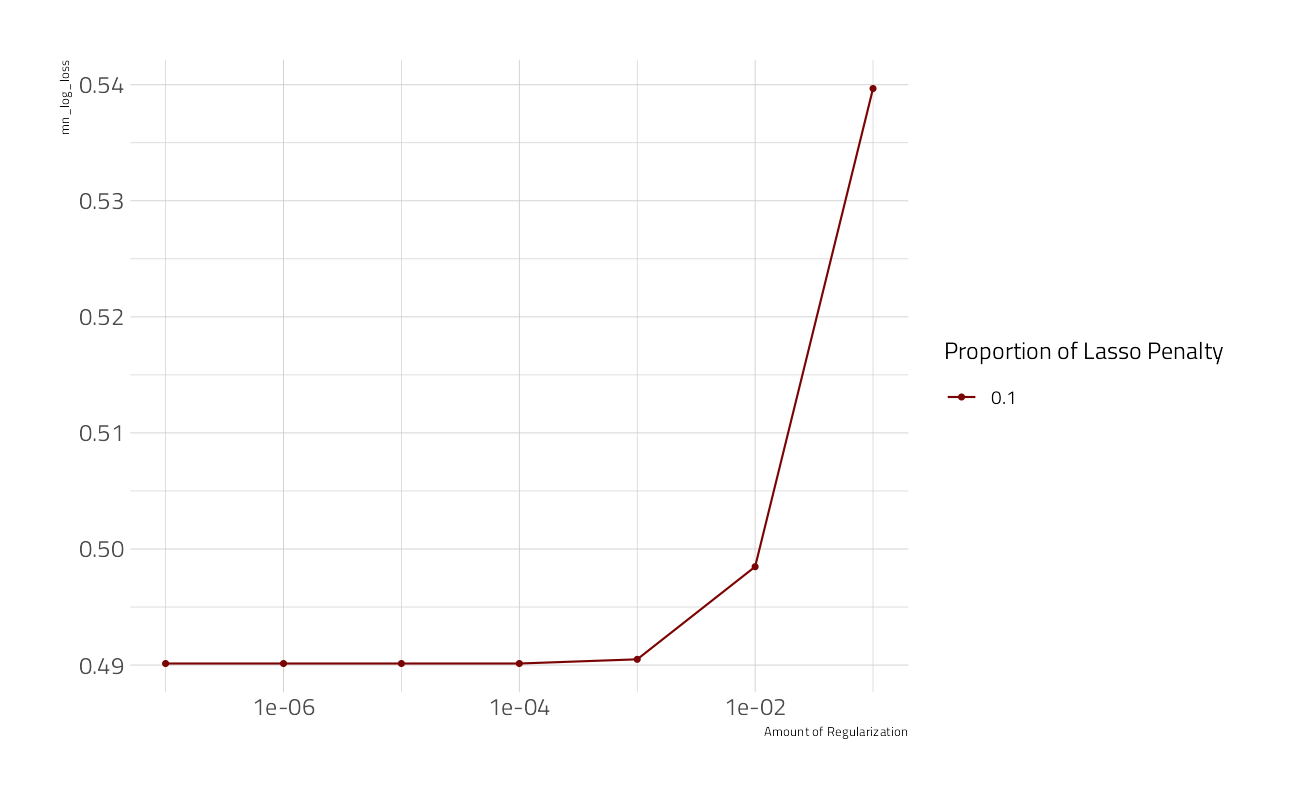 mn_log_loss
0.54
0.53
0.52
0.51
0.50
0.49
1e-06
1e-04
1e-02
Amount of Regularization
Proportion of Lasso Penalty
0.1